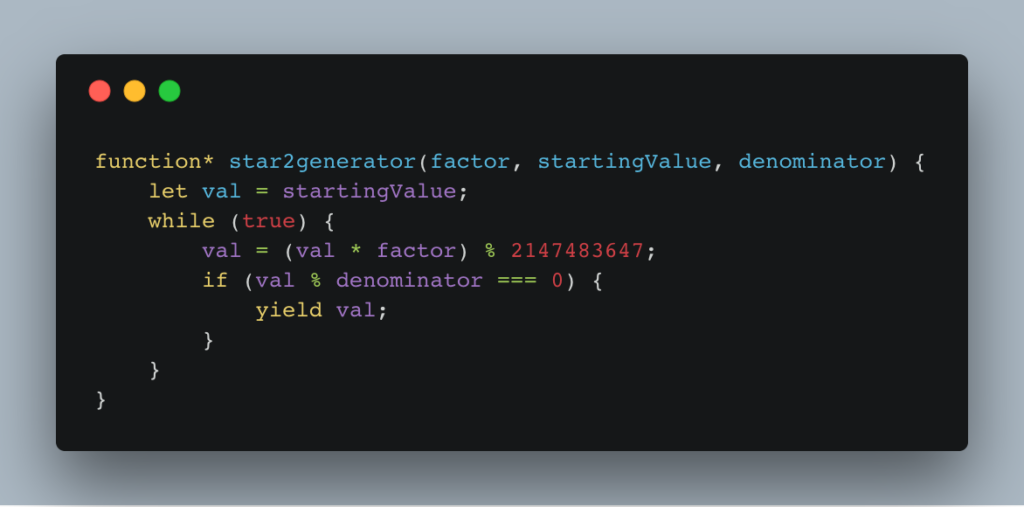 function* star2generator(factor, startingValue, denominator) {
    let val = startingValue;
    while (true) {
        val = (val * factor) % 2147483647;
        if (val % denominator === 0) {
            yield val;
        }
    }
}